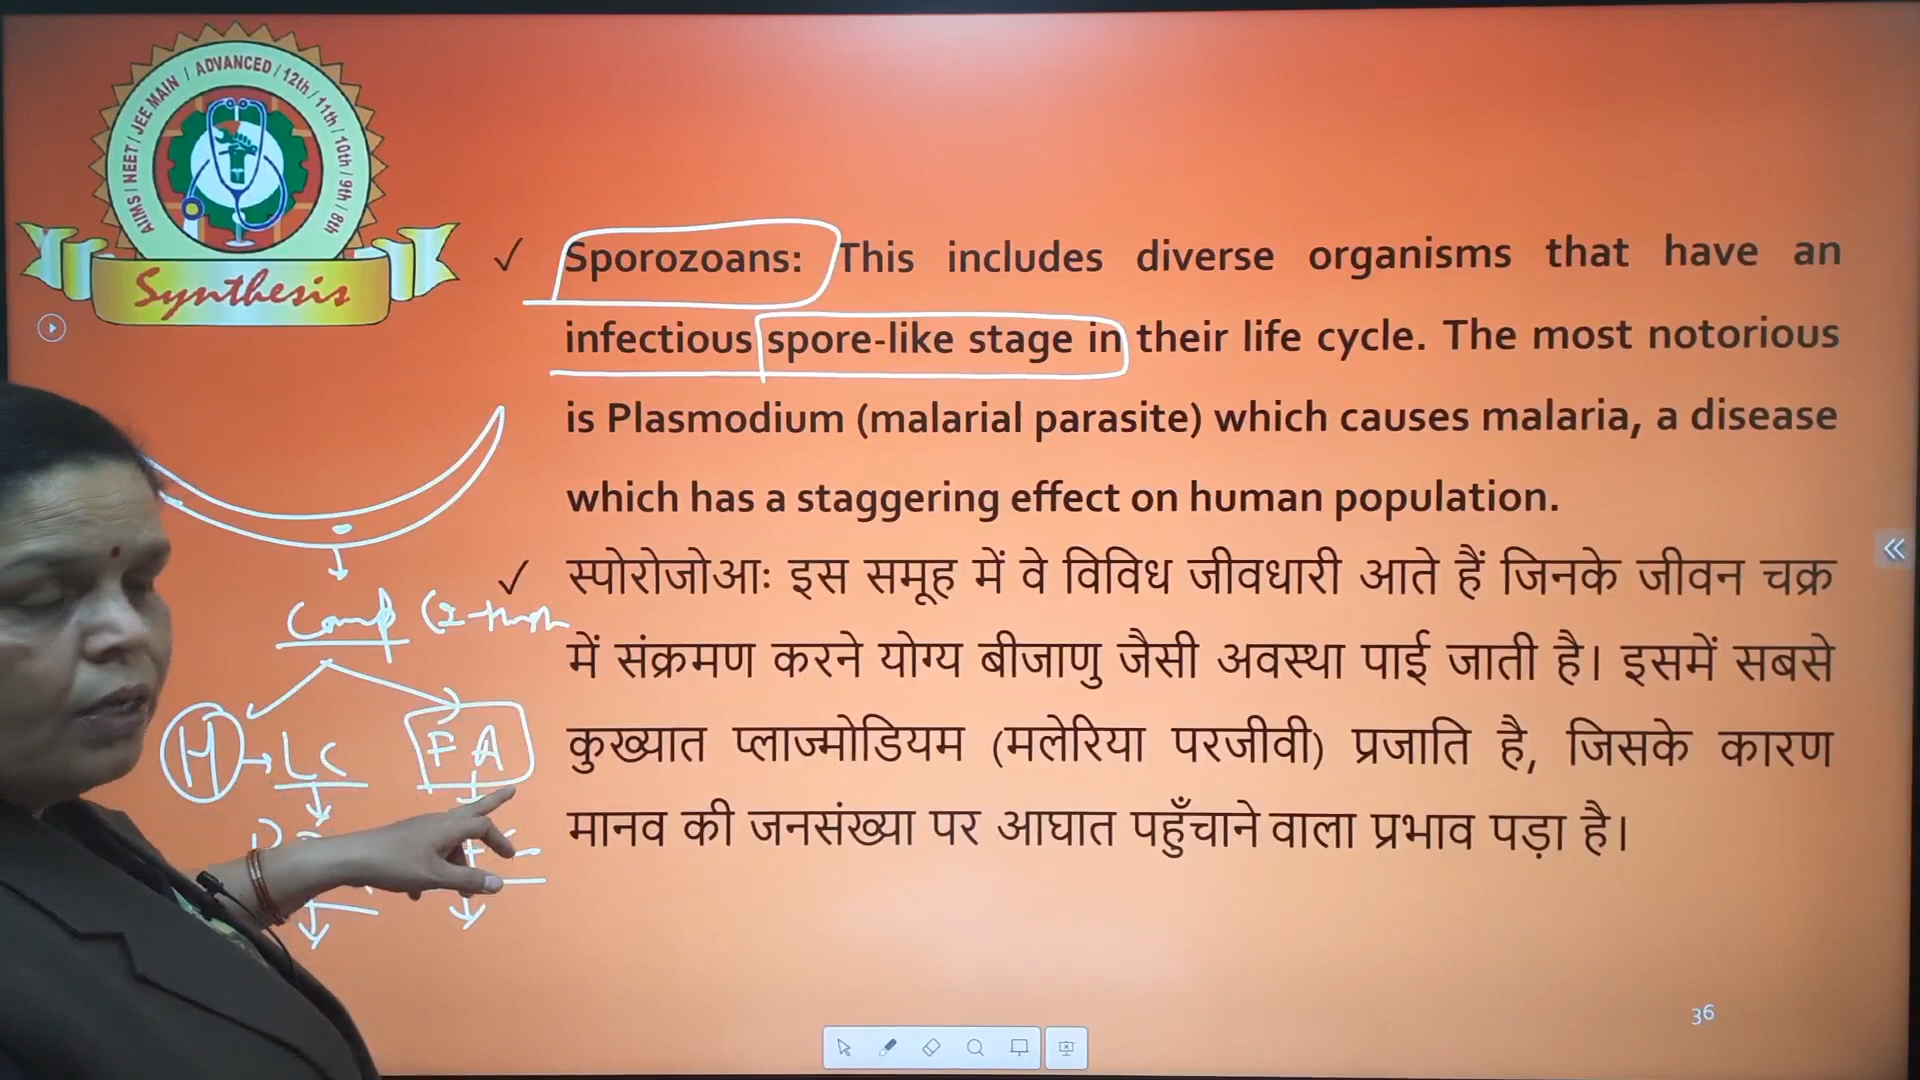 AIIMS / NEET / JEE MAIN / ADVANCED / 12th / 11th / 10th / 9th / 8th
Synthesis
✓ Sporozoans: This includes diverse organisms that have an
infectious spore-like stage in their life cycle. The most notorious
is Plasmodium (malarial parasite) which causes malaria, a disease
which has a staggering effect on human population.
✓ स्पोरोजोआः इस समूह में वे विविध जीवधारी आते हैं जिनके जीवन चक्र
में संक्रमण करने योग्य बीजाणु जैसी अवस्था पाई जाती है। इसमें सबसे
कुख्यात प्लाज्मोडियम (मलेरिया परजीवी) प्रजाति है, जिसके कारण
मानव की जनसंख्या पर आघात पहुँचाने वाला प्रभाव पड़ा है।
H → LC
FA
36